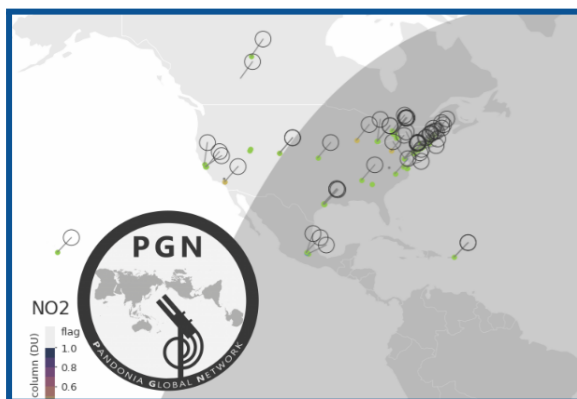 PGN
PANDONIA GLOBAL NETWORK
NO2
flag
1.0
0.8
0.6
column (DU)